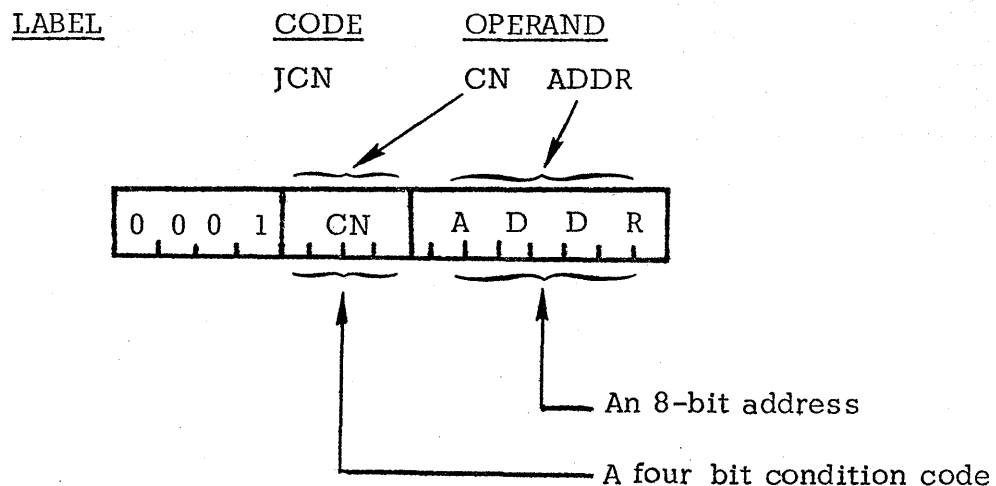 LABEL CODE OPERAND
JCN CN ADDR
0 0 0 1 CN A D D R
An 8-bit address
A four bit condition code